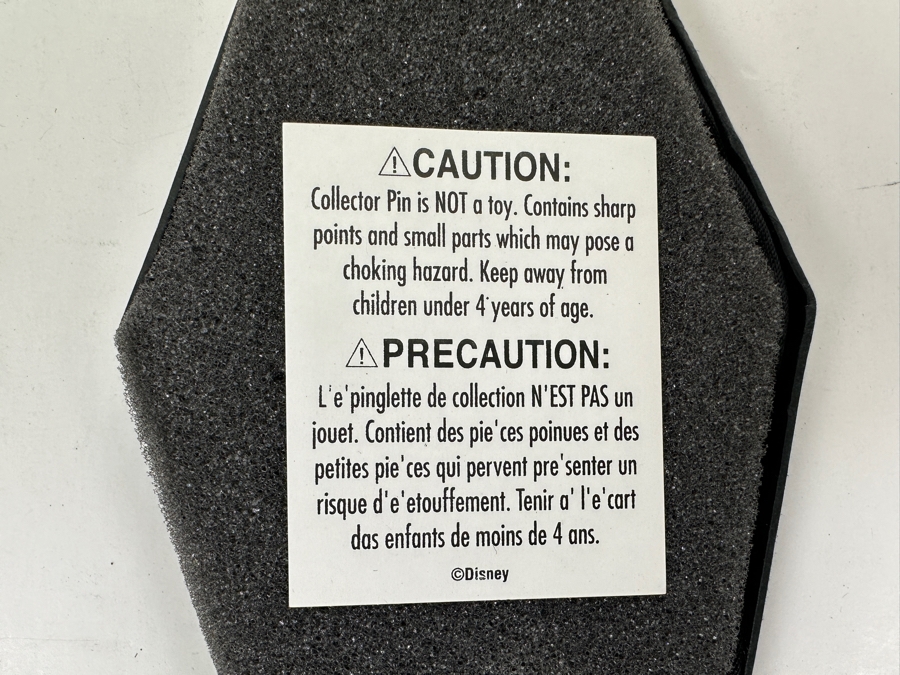 ⚠CAUTION:
Collector Pin is NOT a toy. Contains sharp
points and small parts which may pose a
choking hazard. Keep away from
children under 4 years of age.
⚠PRECAUTION:
L'e'pinglette de collection N'EST PAS un
jouet. Contient des pie'ces poinues et des
petites pie'ces qui pervent pre'senter un
risque d'e'etouffement. Tenir a' l'e'cart
das enfants de moins de 4 ans.
©Disney